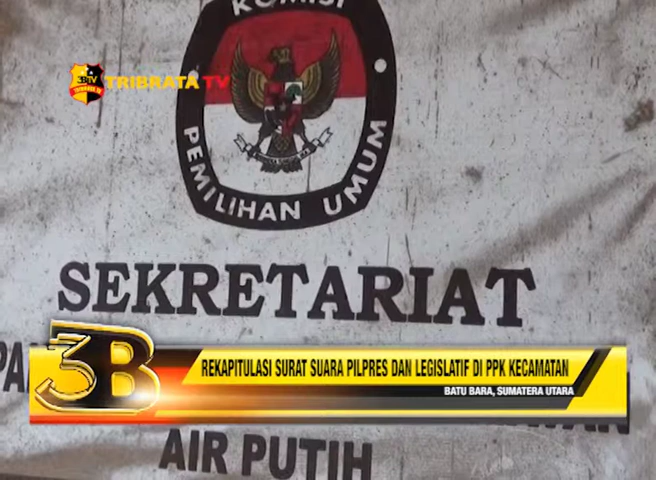 KOMISI
3BTV
TRIBRATA TV
PEMILIHAN UMUM
SEKRETARIAT
3B
REKAPITULASI SURAT SUARA PILPRES DAN LEGISLATIF DI PPK KECAMATAN
BATU BARA, SUMATERA UTARA
AIR PUTIH